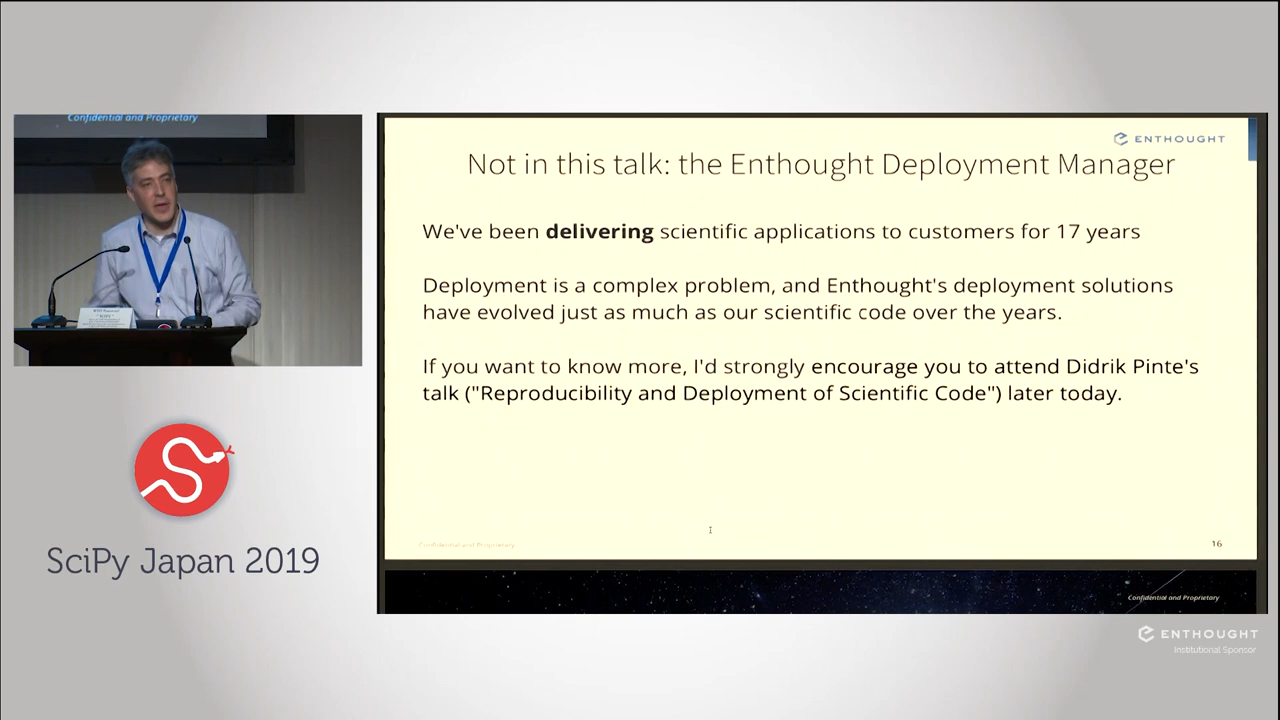 Confidential and Proprietary
ENTHOUGHT
Not in this talk: the Enthought Deployment Manager
We've been delivering scientific applications to customers for 17 years
Deployment is a complex problem, and Enthought's deployment solutions
have evolved just as much as our scientific code over the years.
If you want to know more, I'd strongly encourage you to attend Didrik Pinte's
talk ("Reproducibility and Deployment of Scientific Code") later today.
Confidential and Proprietary
16
Confidential and Proprietary
SciPy Japan 2019
ENTHOUGHT
Institutional Sponsor